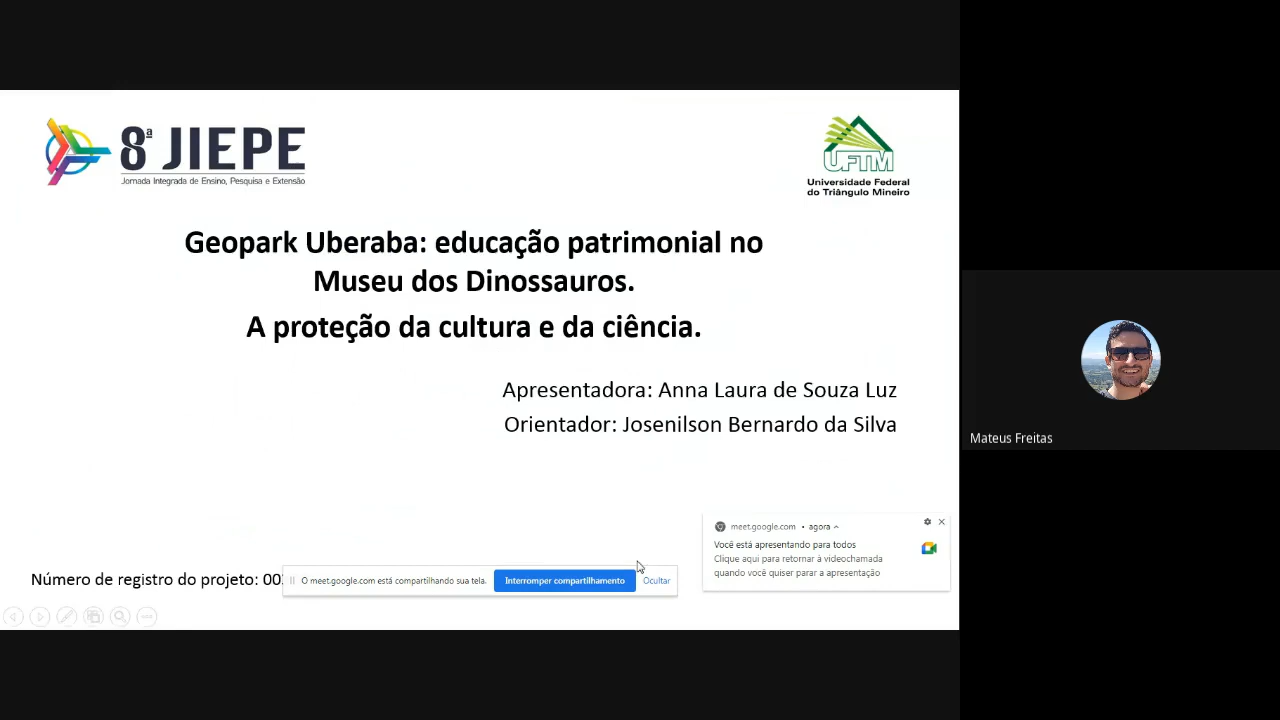 8ª JIEPE
Jornada Integrada de Ensino, Pesquisa e Extensão
UFTM
Universidade Federal
do Triângulo Mineiro
Geopark Uberaba: educação patrimonial no
Museu dos Dinossauros.
A proteção da cultura e da ciência.
Apresentadora: Anna Laura de Souza Luz
Orientador: Josenilson Bernardo da Silva
Mateus Freitas
meet.google.com • agora
Você está apresentando para todos
Clique aqui para retornar à videochamada
quando você quiser parar a apresentação
Número de registro do projeto:
O meet.google.com está compartilhando sua tela.
Interromper compartilhamento
Ocultar